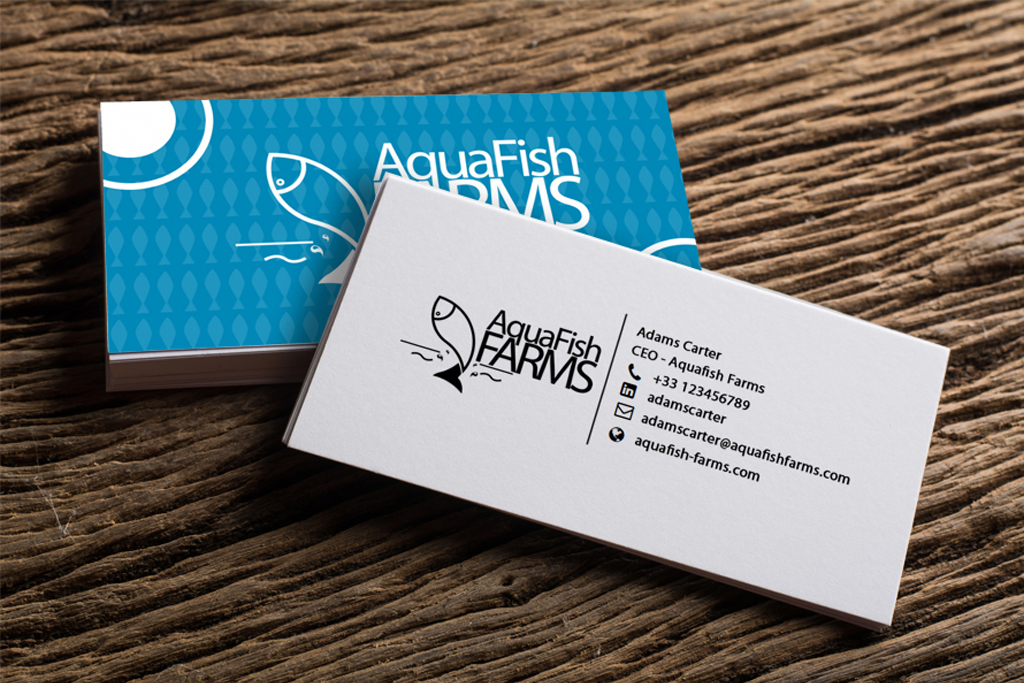 AquaFish
FARMS
AquaFish
FARMS
Adams Carter
CEO - Aquafish Farms
+33 123456789
adamscarter
adamscarter@aquafishfarms.com
aquafish-farms.com